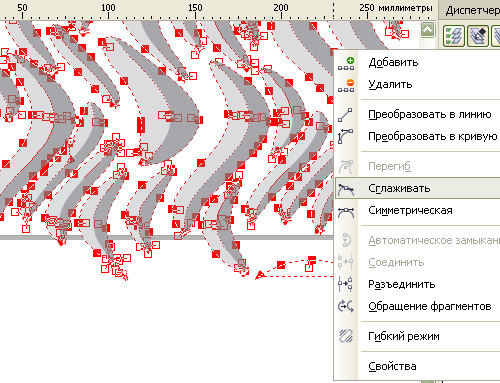 50 100 150 200 250 миллиметры
Диспетчер
Добавить
Удалить
Преобразовать в линию
Преобразовать в кривую
Перегиб
Сглаживать
Симметрическая
Автоматическое замыкан
Соединить
Разъединить
Обращение фрагментов
Гибкий режим
Свойства